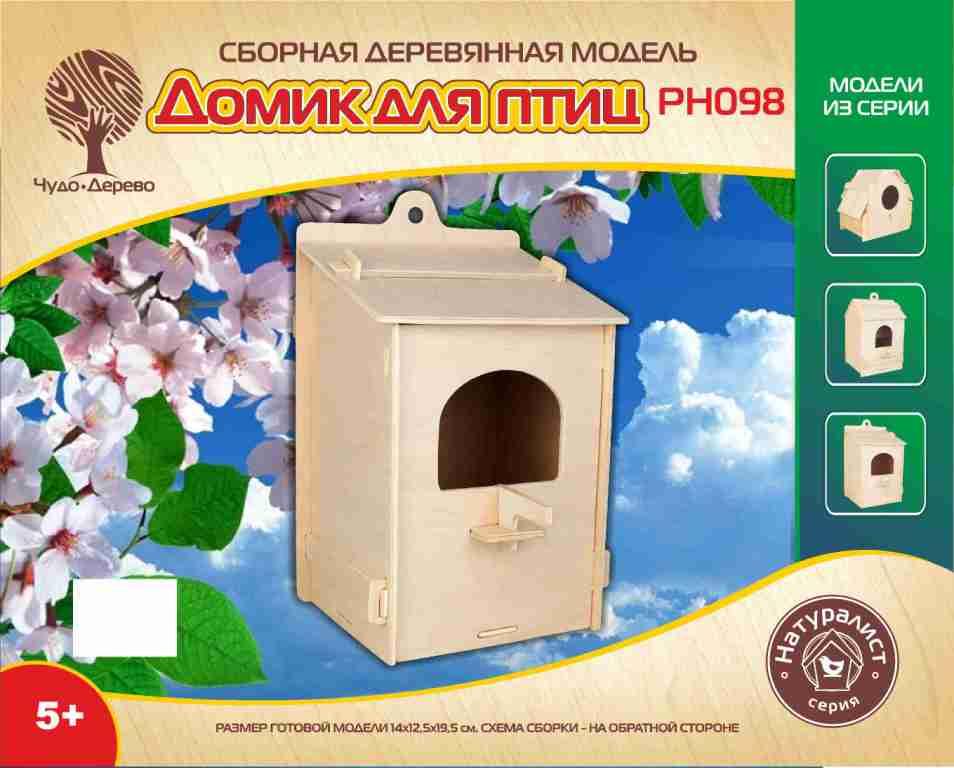 СБОРНАЯ ДЕРЕВЯННАЯ МОДЕЛЬ
ДОМИК ДЛЯ ПТИЦ PH098
Чудо•Дерево
МОДЕЛИ
ИЗ СЕРИИ
Натуралист
серия
5+
РАЗМЕР ГОТОВОЙ МОДЕЛИ 14x12,5x19,5 см. СХЕМА СБОРКИ - НА ОБРАТНОЙ СТОРОНЕ